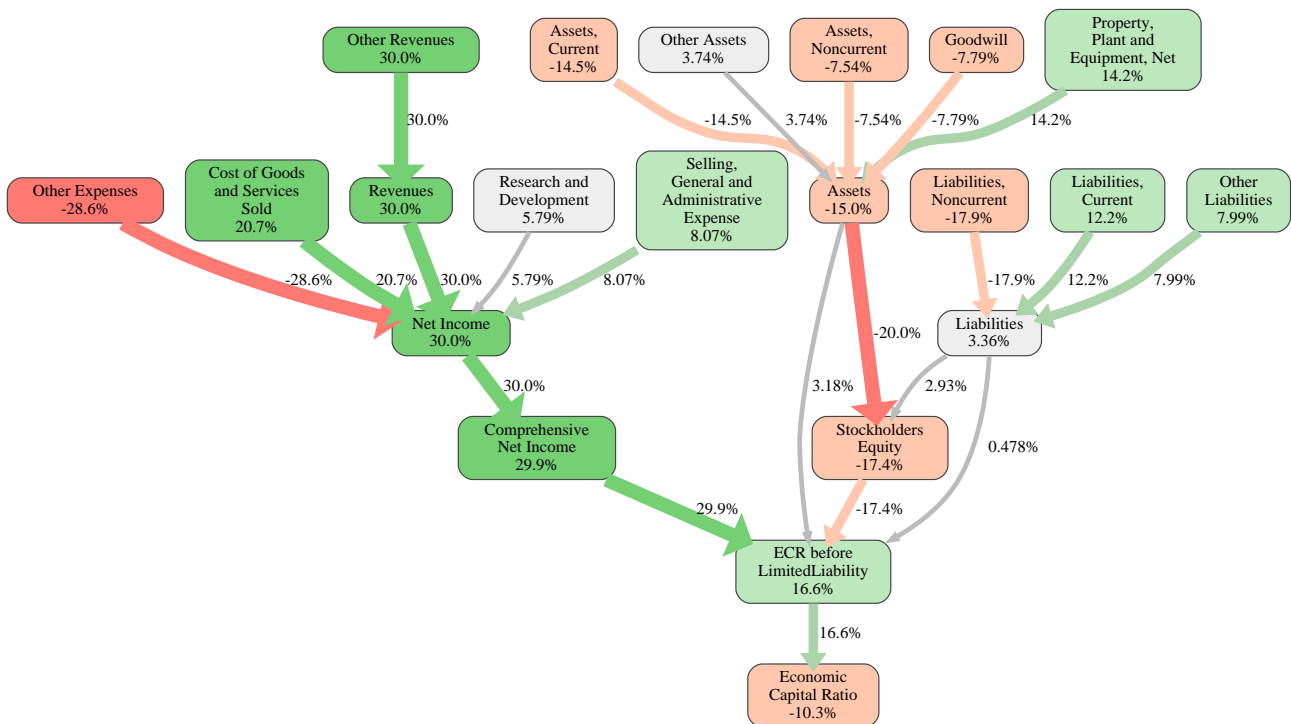 Other Revenues
30.0%
Assets,
Current
-14.5%
Other Assets
3.74%
Assets,
Noncurrent
-7.54%
Goodwill
-7.79%
Property,
Plant and
Equipment, Net
14.2%
30.0%
-14.5%
3.74%
-7.54%
-7.79%
14.2%
Other Expenses
-28.6%
Cost of Goods
and Services
Sold
20.7%
Revenues
30.0%
Research and
Development
5.79%
Selling,
General and
Administrative
Expense
8.07%
Assets
-15.0%
Liabilities,
Noncurrent
-17.9%
Liabilities,
Current
12.2%
Other
Liabilities
7.99%
-28.6%
20.7%
30.0%
5.79%
8.07%
-17.9%
12.2%
7.99%
Net Income
30.0%
-20.0%
Liabilities
3.36%
30.0%
3.18%
2.93%
0.478%
Comprehensive
Net Income
29.9%
Stockholders
Equity
-17.4%
29.9%
-17.4%
ECR before
LimitedLiability
16.6%
16.6%
Economic
Capital Ratio
-10.3%